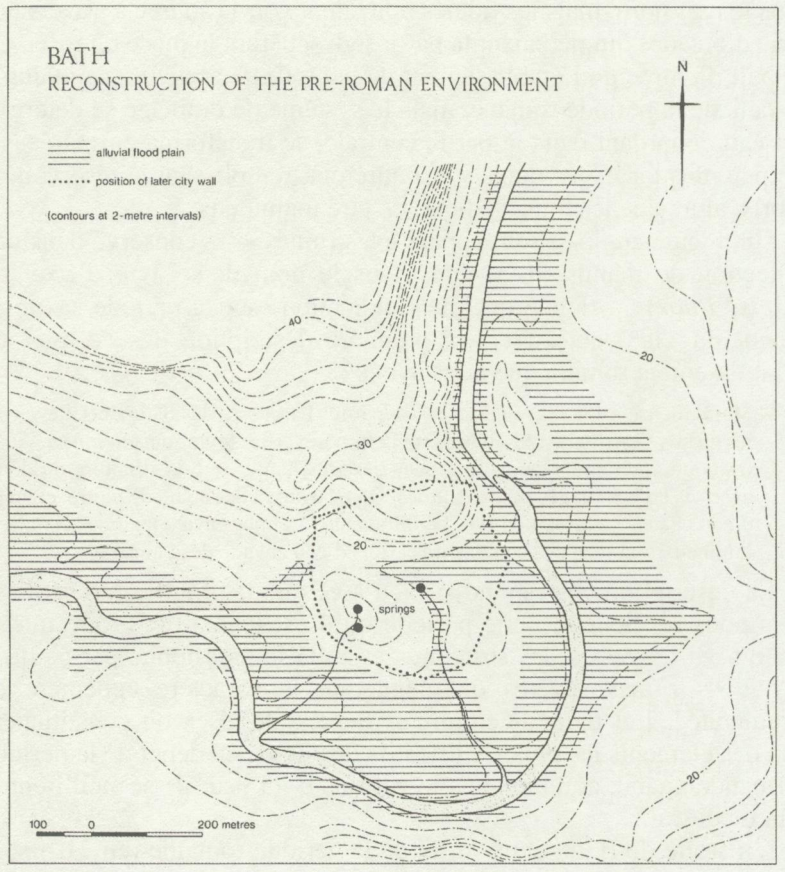 BATH
RECONSTRUCTION OF THE PRE-ROMAN ENVIRONMENT
N
alluvial flood plain
position of later city wall
(contours at 2-metre intervals)
40
20
30
20
springs
20
100 0 200 metres